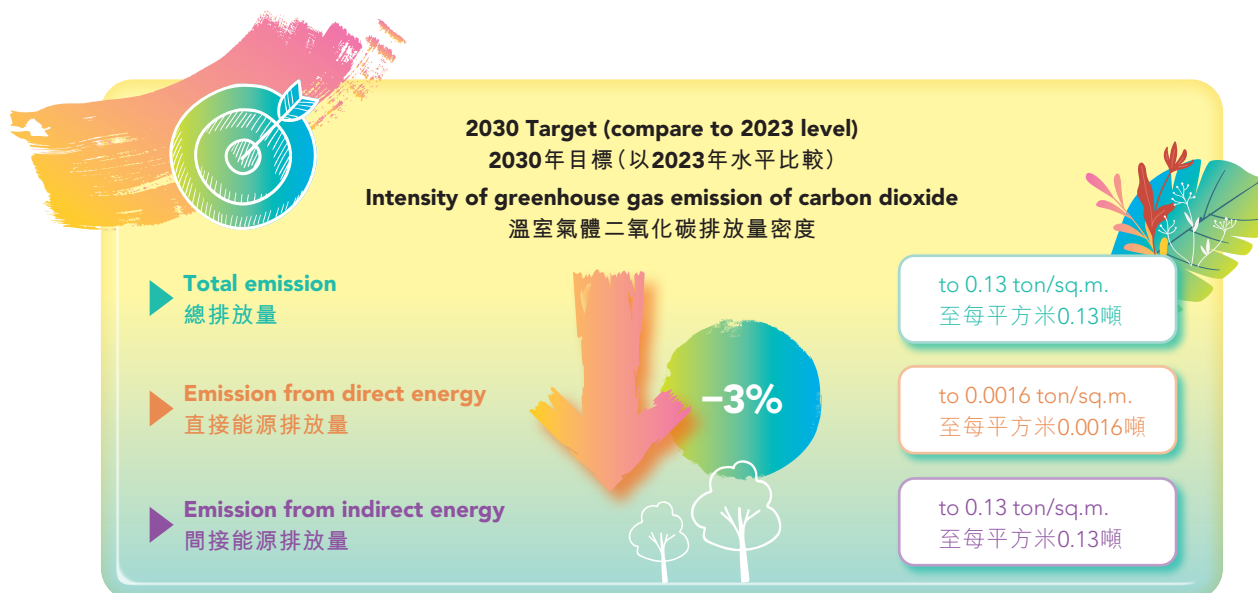 2030 Target (compare to 2023 level)
2030年目標（以2023年水平比較）
Intensity of greenhouse gas emission of carbon dioxide
溫室氣體二氧化碳排放量密度
Total emission
總排放量
to 0.13 ton/sq.m.
至每平方米0.13噸
Emission from direct energy
直接能源排放量
–3%
to 0.0016 ton/sq.m.
至每平方米0.0016噸
Emission from indirect energy
間接能源排放量
to 0.13 ton/sq.m.
至每平方米0.13噸